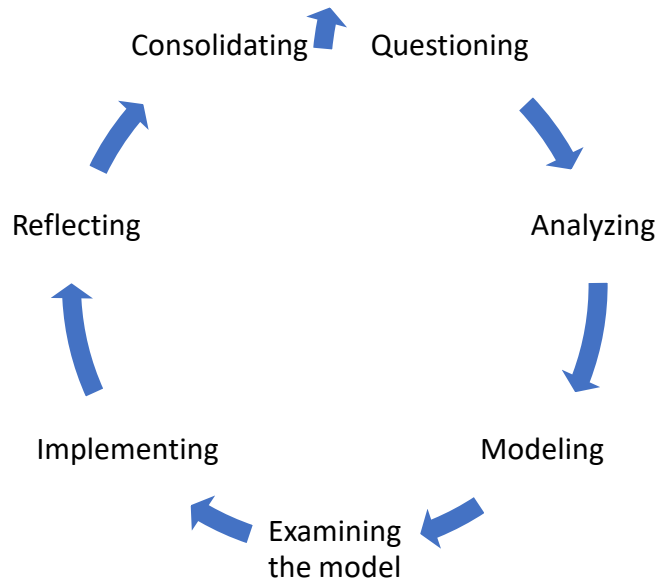 Consolidating
Questioning
Analyzing
Modeling
Examining
the model
Implementing
Reflecting